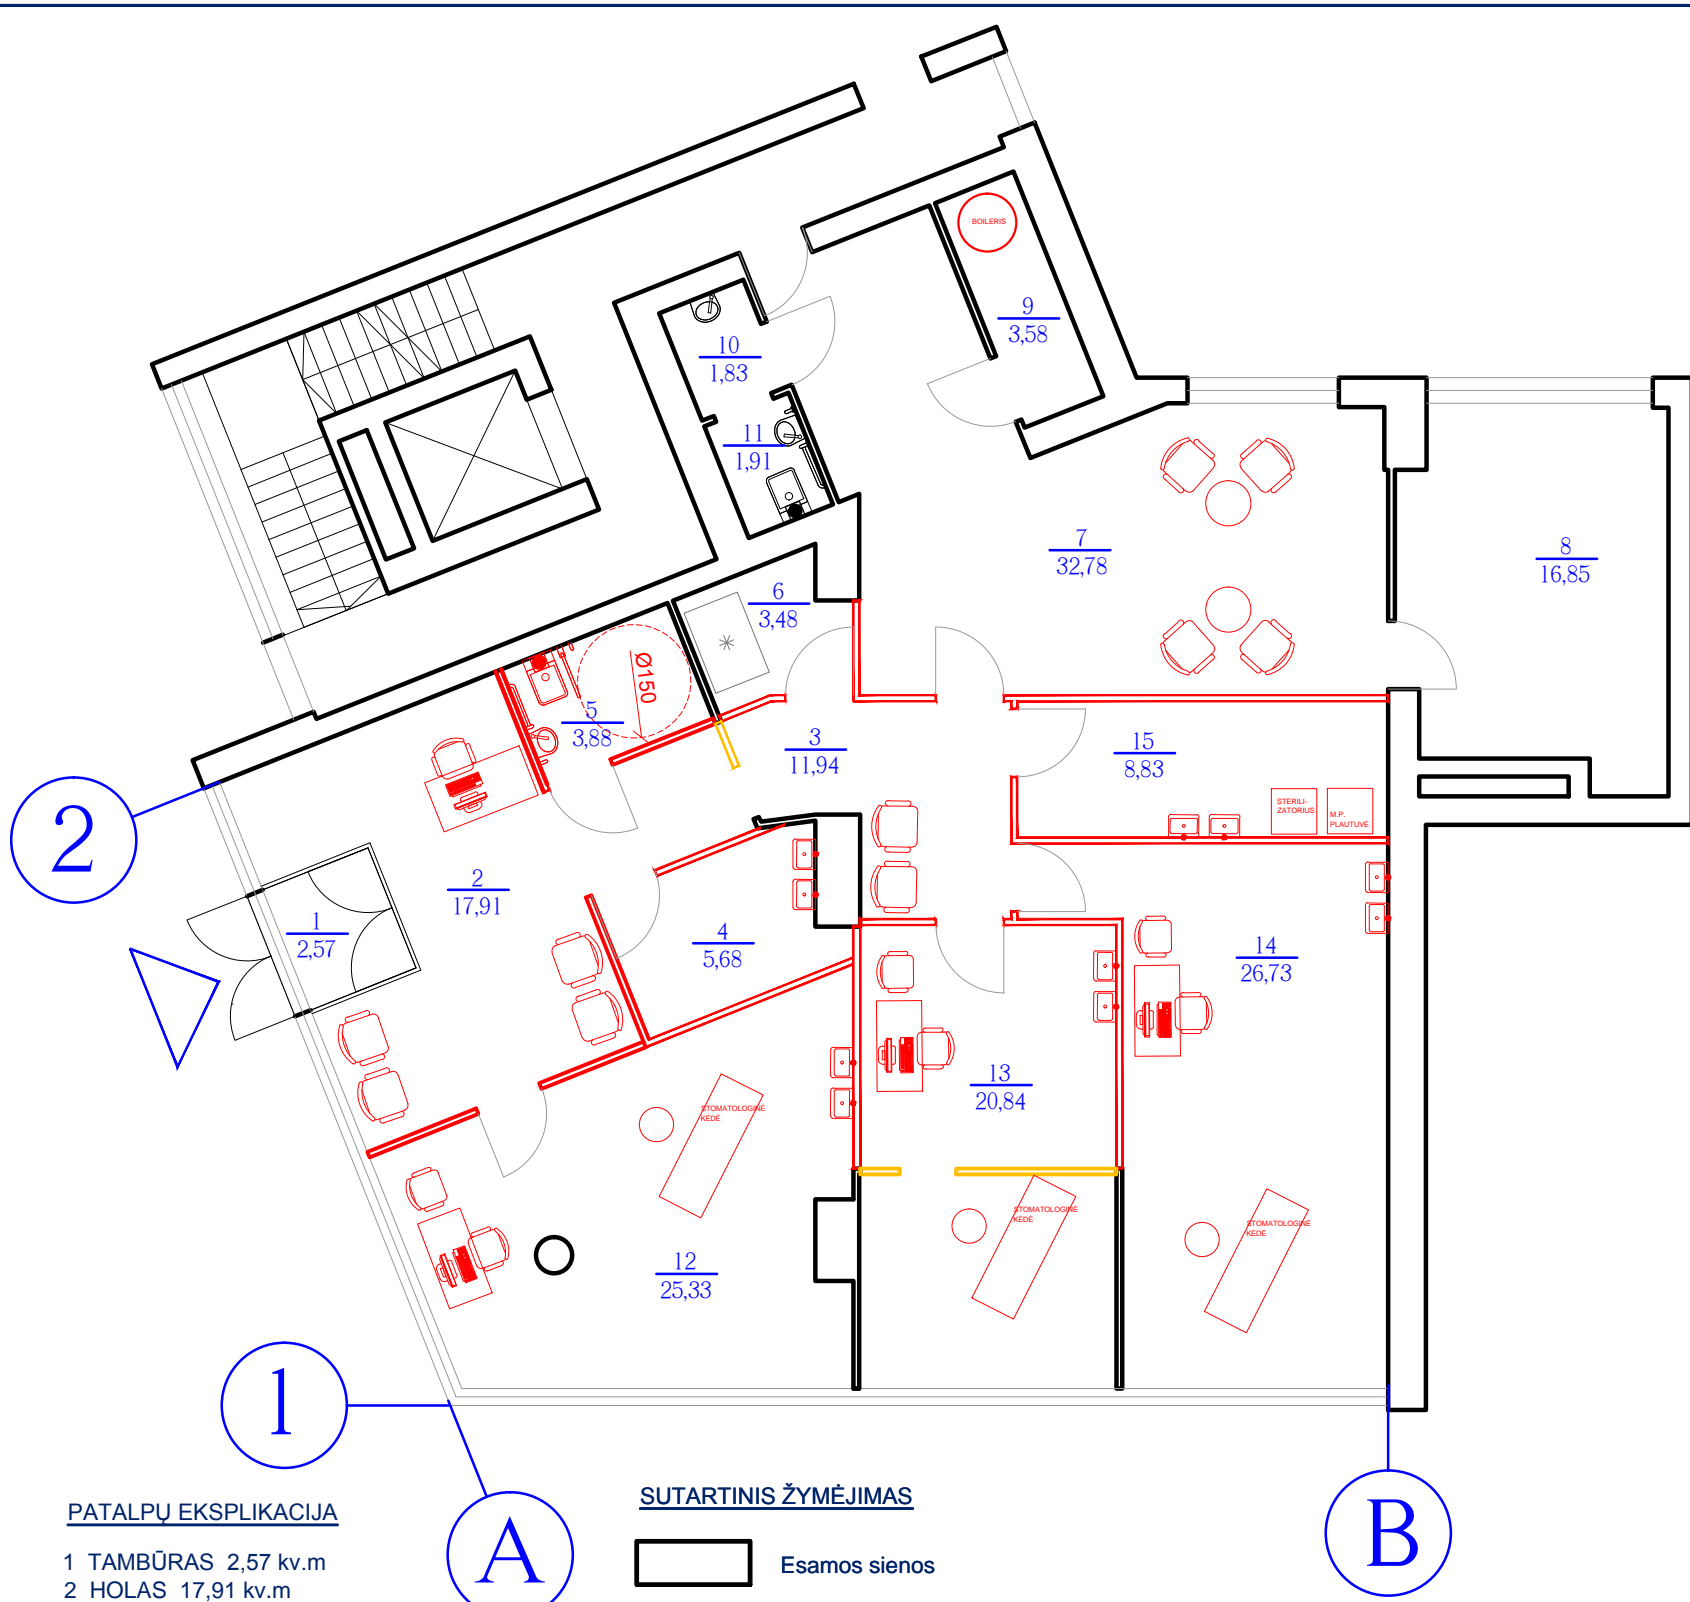 BOILERIS
9
3,58
10
1,83
11
1,91
7
32,78
8
16,85
6
3,48
Ø150
5
3,88
3
11,94
15
8,83
STERILI-
ZATORIUS
M.P.
PLAUTUVĖ
2
2
17,91
1
2,57
4
5,68
14
26,73
13
20,84
STOMATOLOGINĖ
KĖDĖ
STOMATOLOGINĖ
KĖDĖ
STOMATOLOGINĖ
KĖDĖ
12
25,33
1
A
B
PATALPŲ EKSPLIKACIJA
1 TAMBŪRAS 2,57 kv.m
2 HOLAS 17,91 kv.m
SUTARTINIS ŽYMĖJIMAS
Esamos sienos